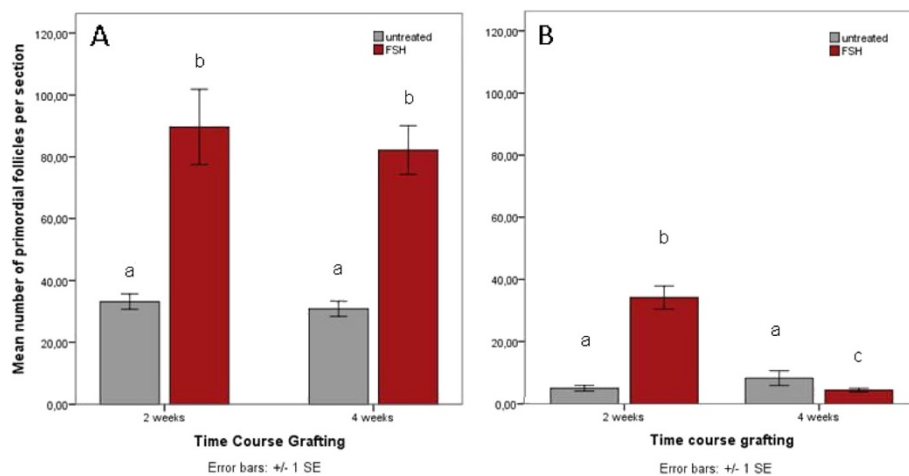 A
untreated
FSH
b
b
a
a
Mean number of primordial follicles per section
120,00
100,00
80,00
60,00
40,00
20,00
0,00
2 weeks
4 weeks
Time Course Grafting
Error bars: +/- 1 SE
B
untreated
FSH
b
a
a
c
120,00
100,00
80,00
60,00
40,00
20,00
0,00
2 weeks
4 weeks
Time course grafting
Error bars: +/- 1 SE